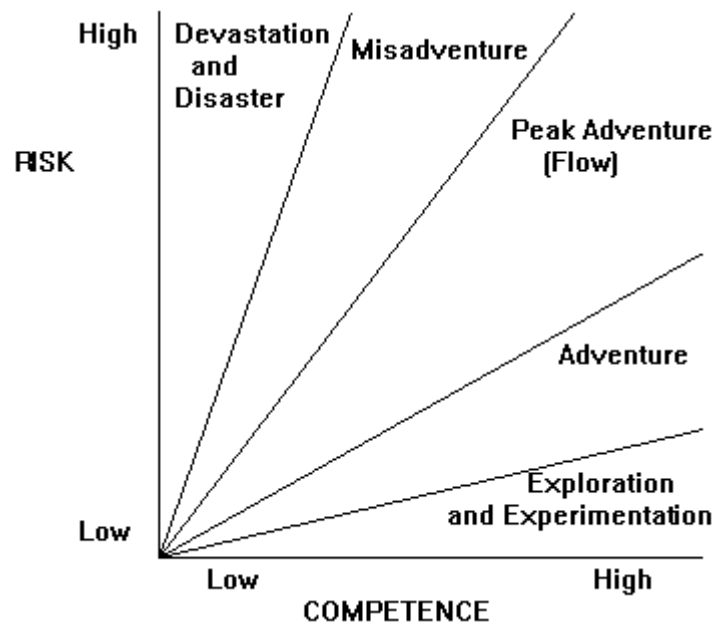 High
Devastation
and
Disaster
Misadventure
RISK
Peak Adventure
(Flow)
Adventure
Exploration
and Experimentation
Low
Low
High
COMPETENCE